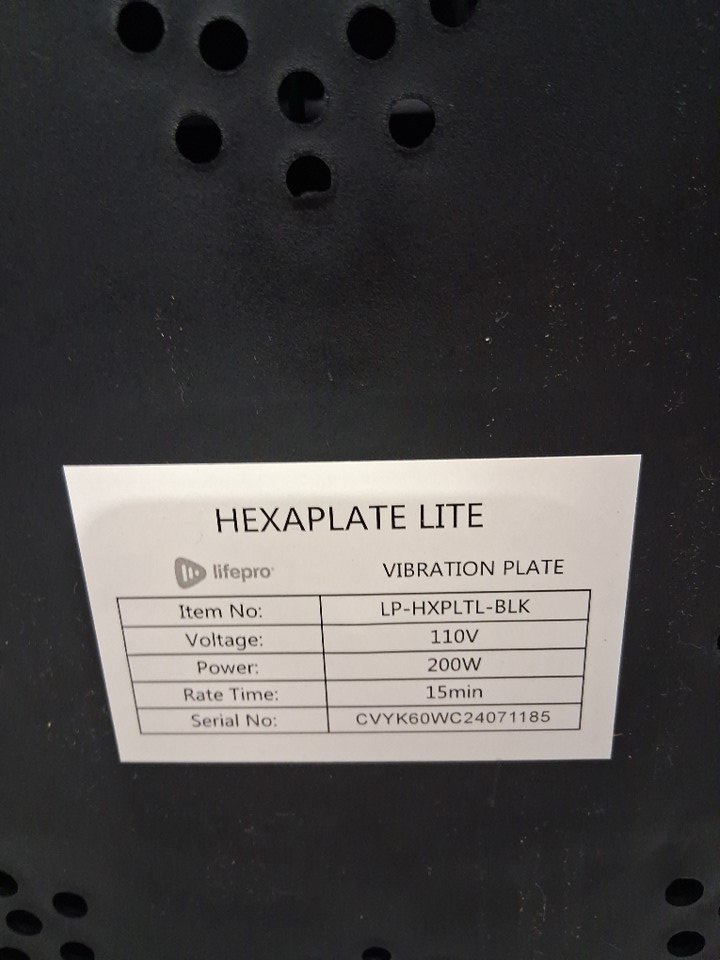 HEXAPLATE LITE
lifepro VIBRATION PLATE
Item No: LP-HXPLTL-BLK
Voltage: 110V
Power: 200W
Rate Time: 15min
Serial No: CVYK60WC24071185